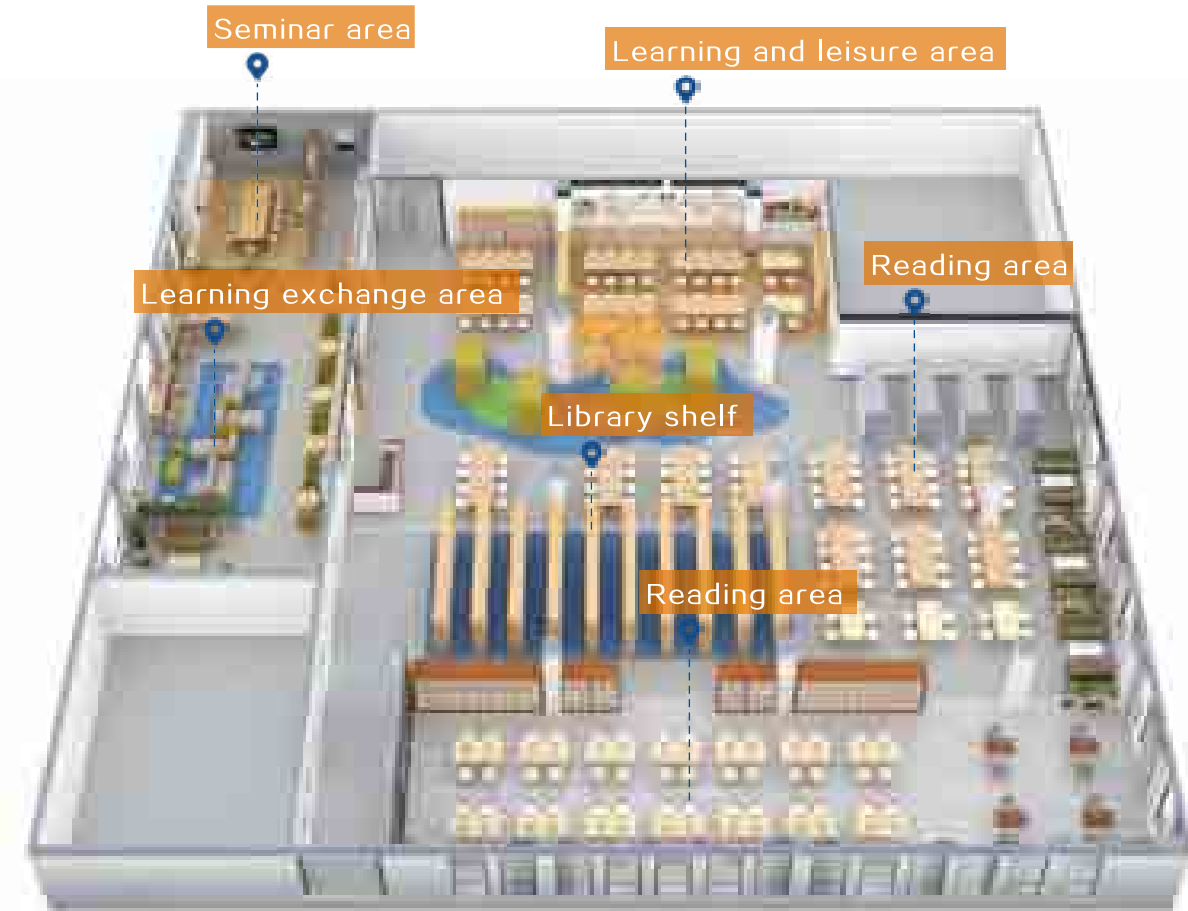 Seminar area
Learning and leisure area
Reading area
Learning exchange area
Library shelf
Reading area